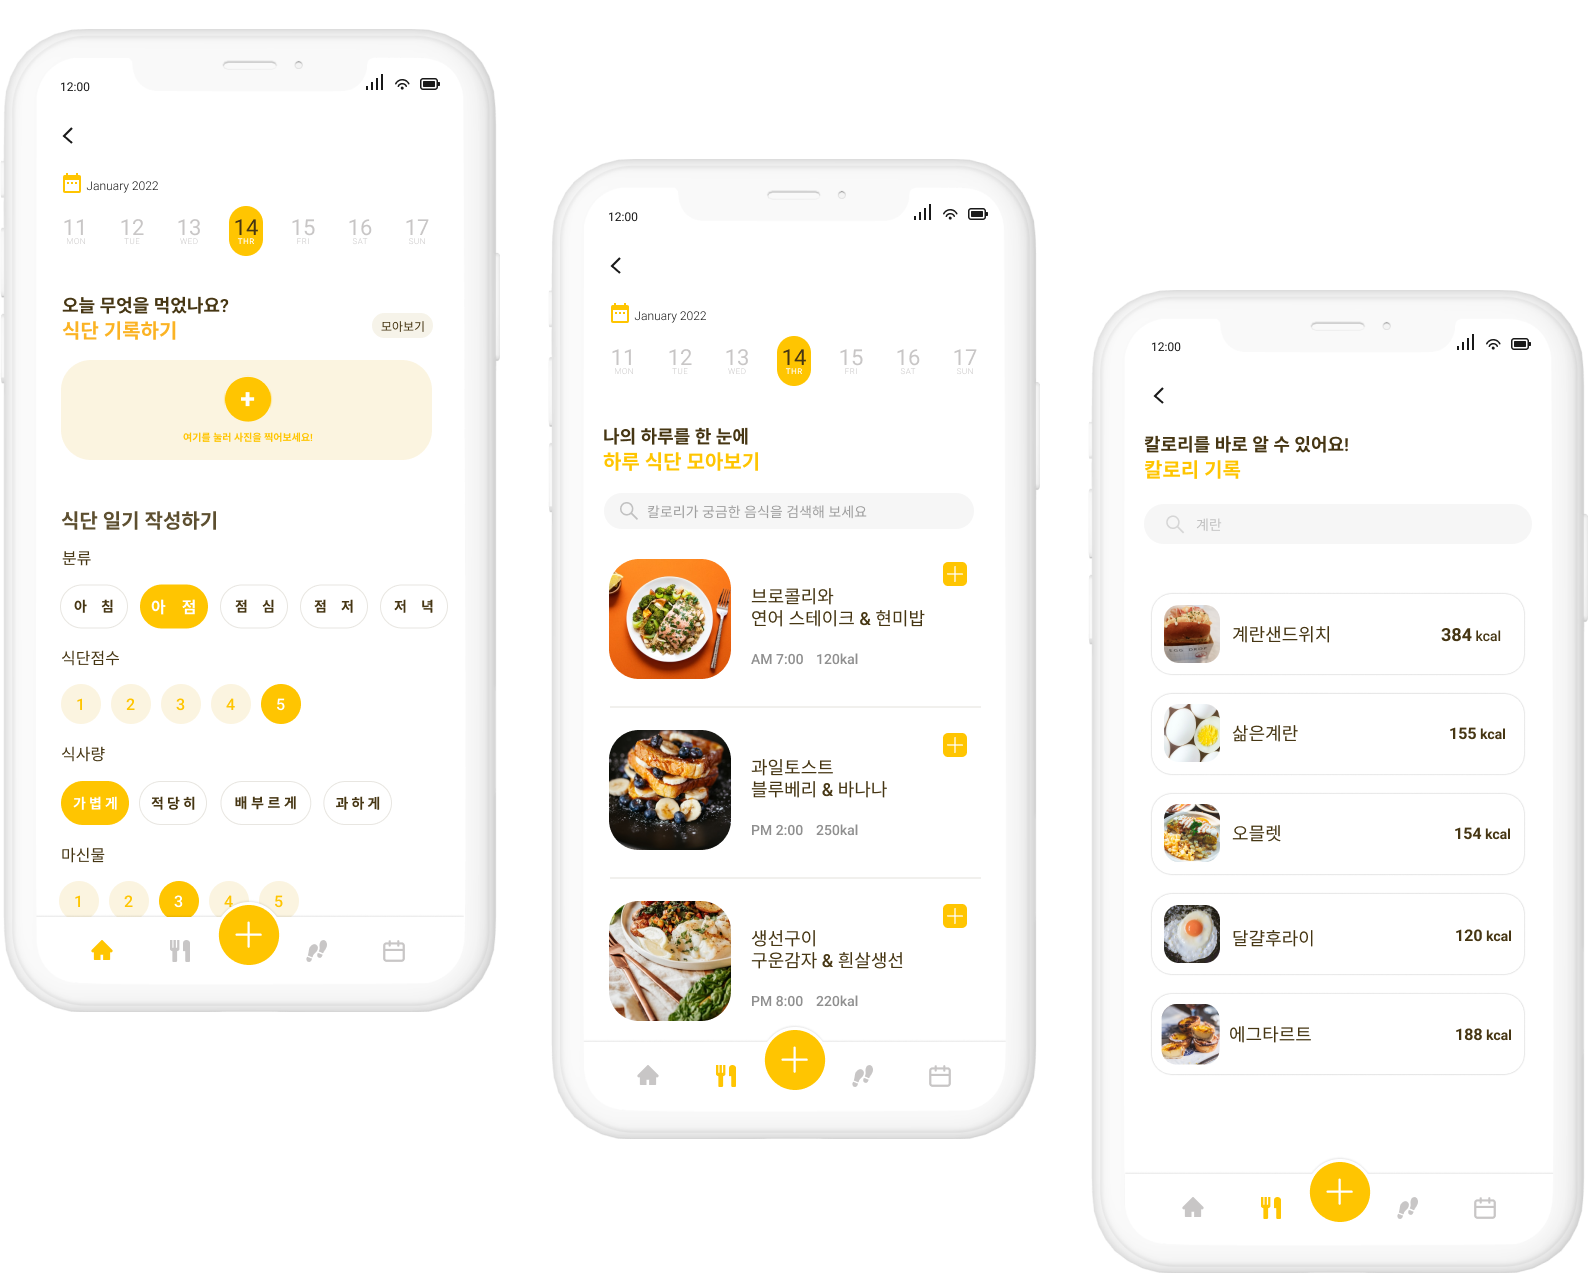 12:00
January 2022
11 12 13 14 15 16 17
MON TUE WED THR FRI SAT SUN
오늘 무엇을 먹었나요?
식단 기록하기
모아보기
여기를 눌러 사진을 찍어보세요!
식단 일기 작성하기
분류
아 침 아 점 점 심 점 저 저 녁
식단점수
1 2 3 4 5
식사량
가볍게 적당히 배부르게 과하게
마신물
1 2 3 4 5
12:00
January 2022
11 12 13 14 15 16 17
MON TUE WED THR FRI SAT SUN
나의 하루를 한 눈에
하루 식단 모아보기
칼로리가 궁금한 음식을 검색해 보세요
브로콜리와
연어 스테이크 & 현미밥
AM 7:00 120kal
과일토스트
블루베리 & 바나나
PM 2:00 250kal
생선구이
구운감자 & 흰살생선
PM 8:00 220kal
12:00
칼로리를 바로 알 수 있어요!
칼로리 기록
계란
계란샌드위치 384 kcal
삶은계란 155 kcal
오믈렛 154 kcal
달걀후라이 120 kcal
에그타르트 188 kcal